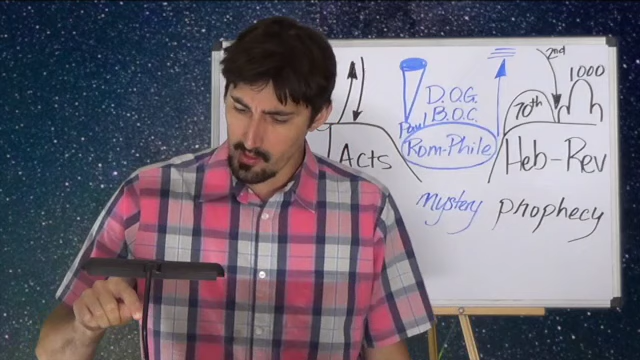 2nd
1000
D.O.G.
B.O.C.
70th
Paul
Acts
Rom-Phile
Heb-Rev
mystery
prophecy